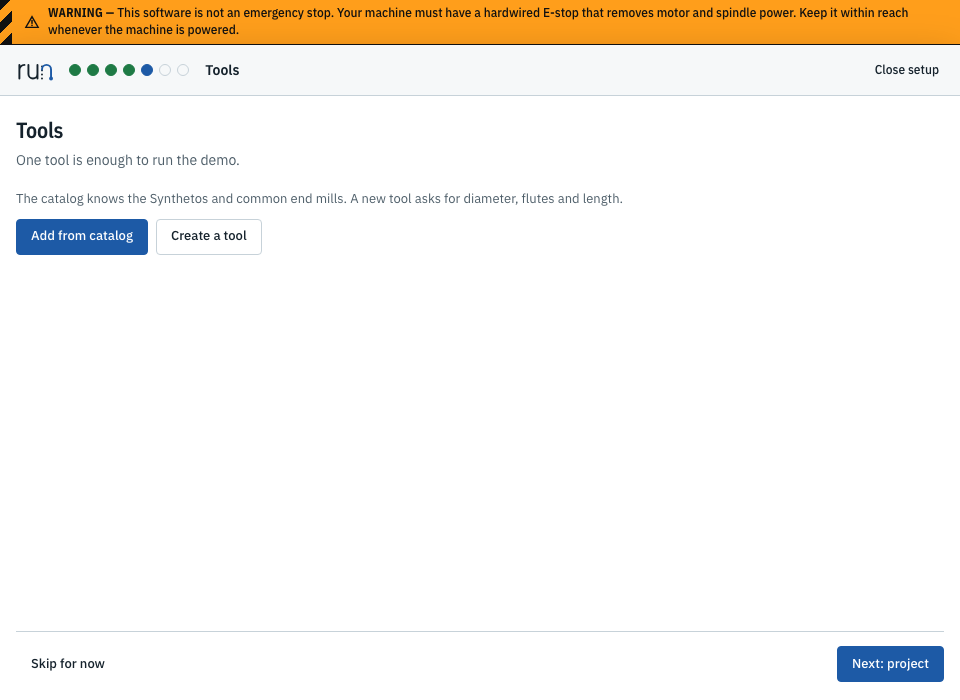 WARNING — This software is not an emergency stop. Your machine must have a hardwired E-stop that removes motor and spindle power. Keep it within reach
whenever the machine is powered.
run
Tools
Close setup
Tools
One tool is enough to run the demo.
The catalog knows the Synthetos and common end mills. A new tool asks for diameter, flutes and length.
Add from catalog
Create a tool
Skip for now
Next: project